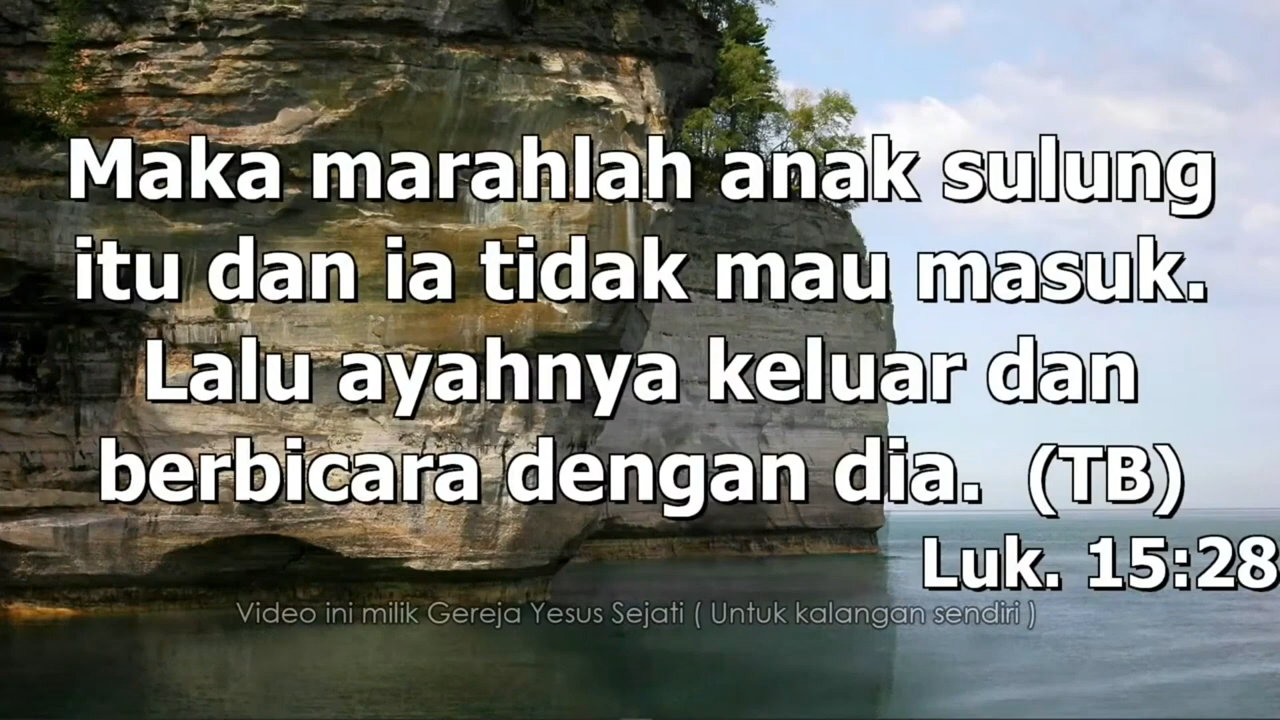 Maka marahlah anak sulung
itu dan ia tidak mau masuk.
Lalu ayahnya keluar dan
berbicara dengan dia. (TB)
Luk. 15:28
Video ini milik Gereja Yesus Sejati ( Untuk kalangan sendiri )